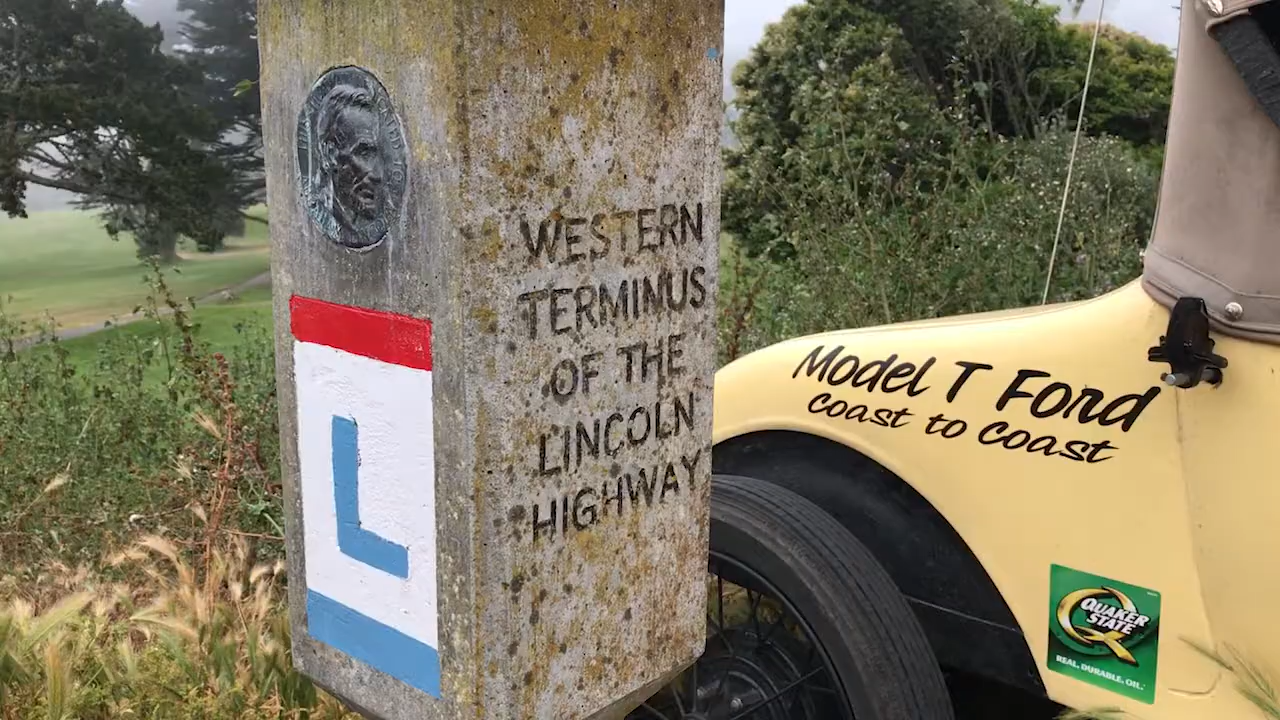 L
WESTERN
TERMINUS
OF THE
LINCOLN
HIGHWAY
Model T Ford
coast to coast
QUAKER
STATE
REAL. DURABLE. OIL.